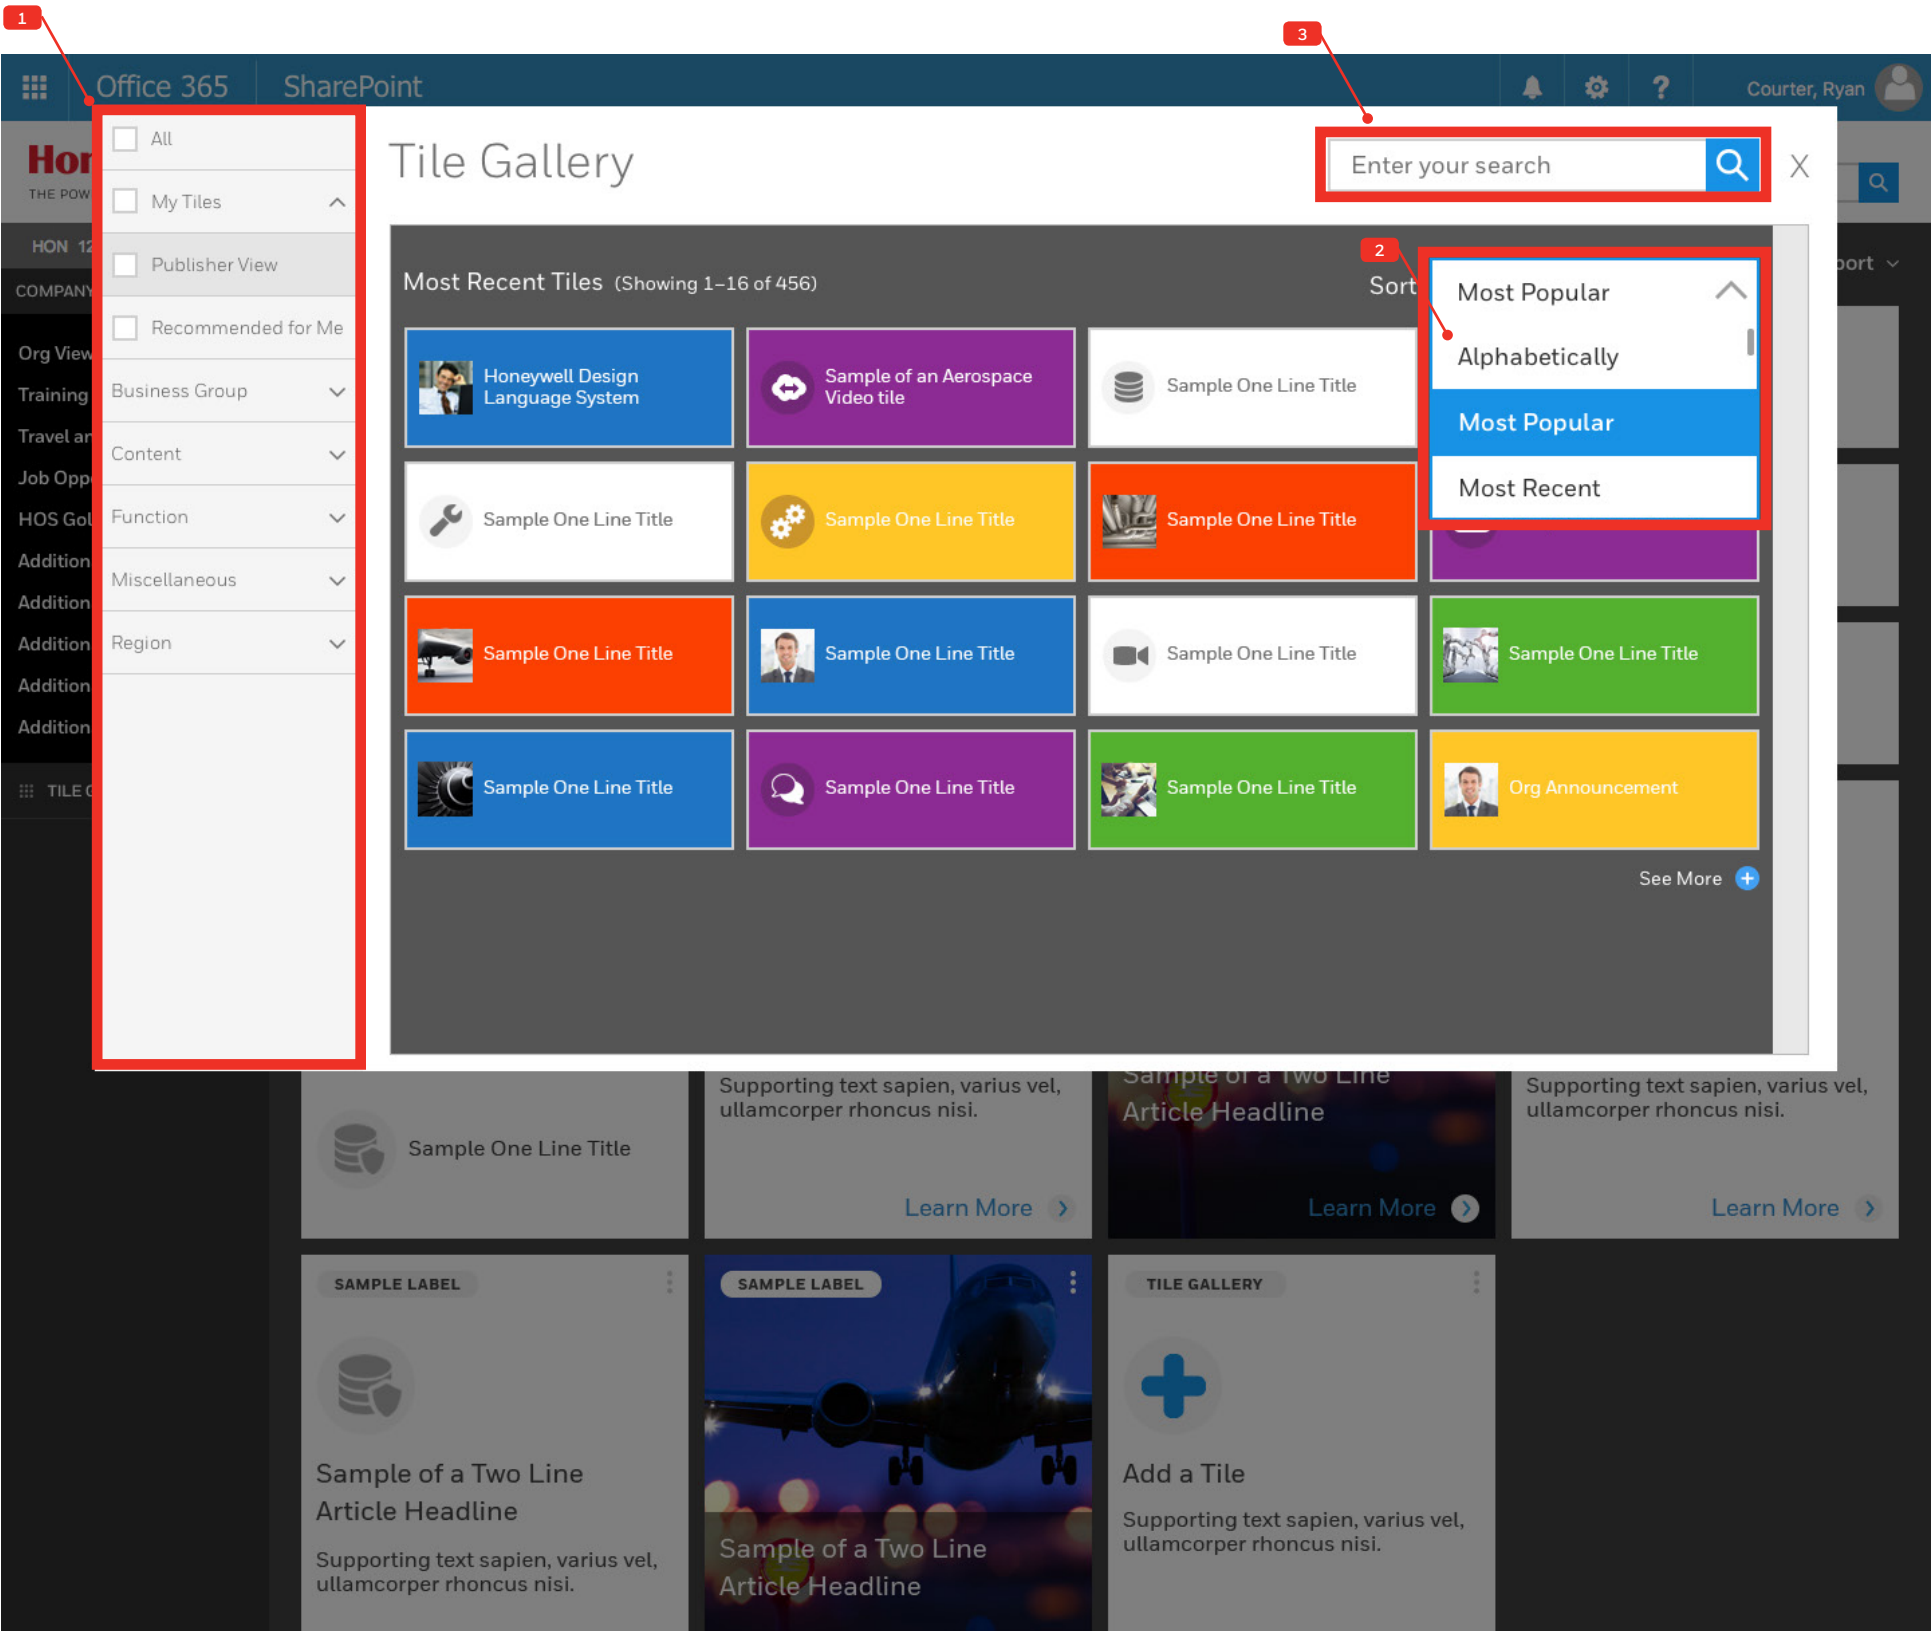 1
3
Office 365
SharePoint
Courter, Ryan
Hon
THE POW
HON 12
COMPANY
Org View
Training
Travel an
Job Opp
HOS Gol
Addition
Addition
Addition
Addition
Addition
TILE G
All
My Tiles
Publisher View
Recommended for Me
Business Group
Content
Function
Miscellaneous
Region
Tile Gallery
Enter your search
X
port
Most Recent Tiles (Showing 1–16 of 456)
2
Sort
Most Popular
Alphabetically
Most Popular
Most Recent
Honeywell Design
Language System
Sample of an Aerospace
Video tile
Sample One Line Title
Sample One Line Title
Sample One Line Title
Sample One Line Title
Sample One Line Title
Sample One Line Title
Sample One Line Title
Sample One Line Title
Sample One Line Title
Sample One Line Title
Sample One Line Title
Org Announcement
See More
Sample One Line Title
Supporting text sapien, varius vel,
ullamcorper rhoncus nisi.
Learn More
Sample of a Two Line
Article Headline
Learn More
Supporting text sapien, varius vel,
ullamcorper rhoncus nisi.
Learn More
SAMPLE LABEL
Sample of a Two Line
Article Headline
Supporting text sapien, varius vel,
ullamcorper rhoncus nisi.
SAMPLE LABEL
Sample of a Two Line
Article Headline
TILE GALLERY
Add a Tile
Supporting text sapien, varius vel,
ullamcorper rhoncus nisi.